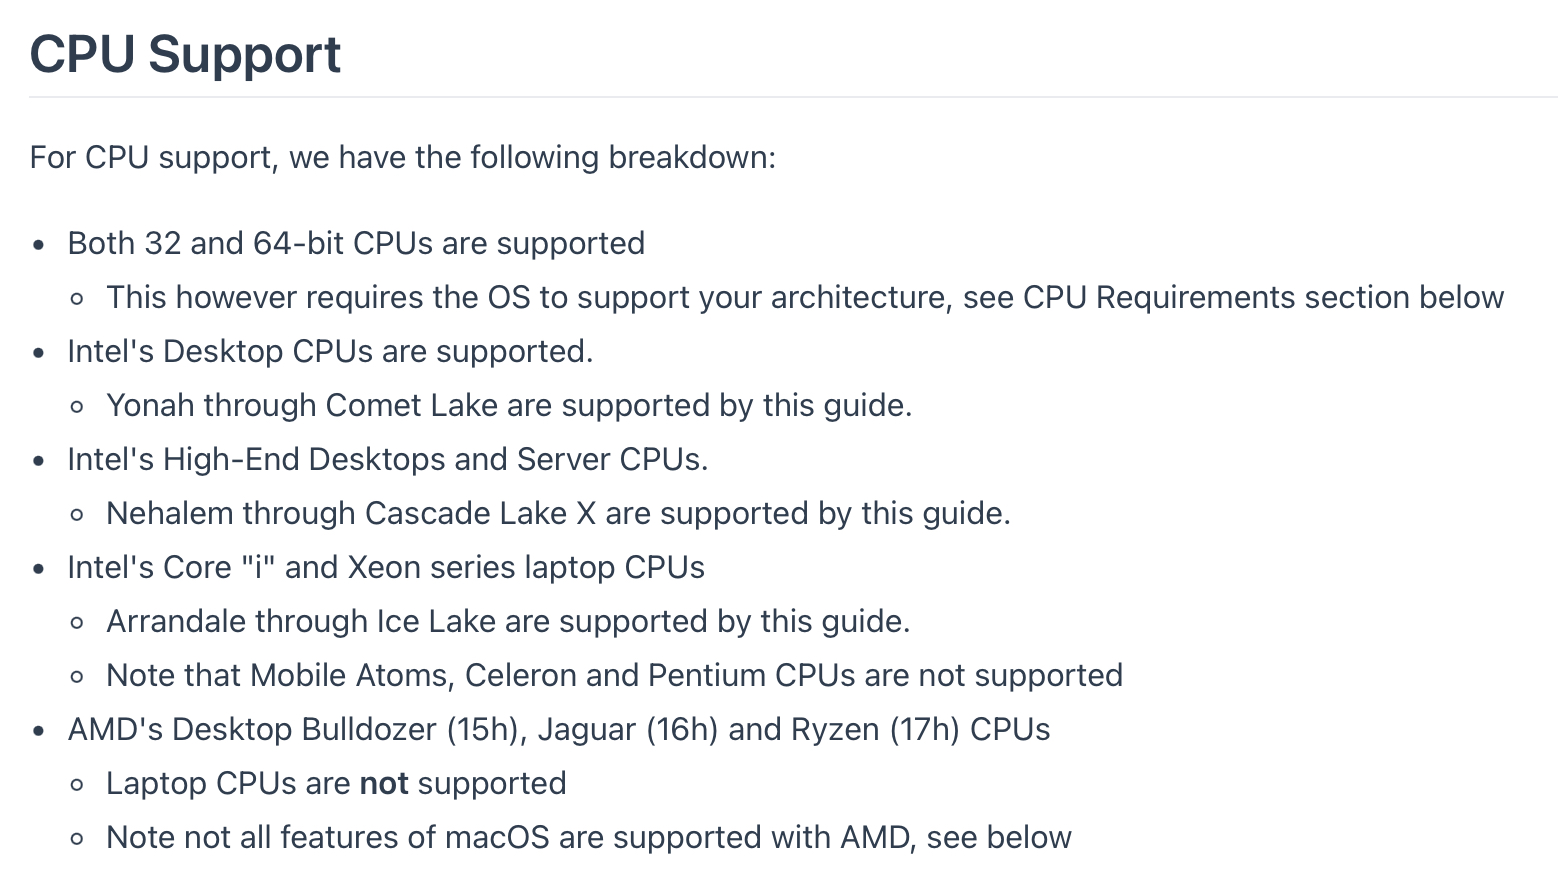 CPU Support
For CPU support, we have the following breakdown:
• Both 32 and 64-bit CPUs are supported
◦ This however requires the OS to support your architecture, see CPU Requirements section below
• Intel's Desktop CPUs are supported.
◦ Yonah through Comet Lake are supported by this guide.
• Intel's High-End Desktops and Server CPUs.
◦ Nehalem through Cascade Lake X are supported by this guide.
• Intel's Core "i" and Xeon series laptop CPUs
◦ Arrandale through Ice Lake are supported by this guide.
◦ Note that Mobile Atoms, Celeron and Pentium CPUs are not supported
• AMD's Desktop Bulldozer (15h), Jaguar (16h) and Ryzen (17h) CPUs
◦ Laptop CPUs are not supported
◦ Note not all features of macOS are supported with AMD, see below